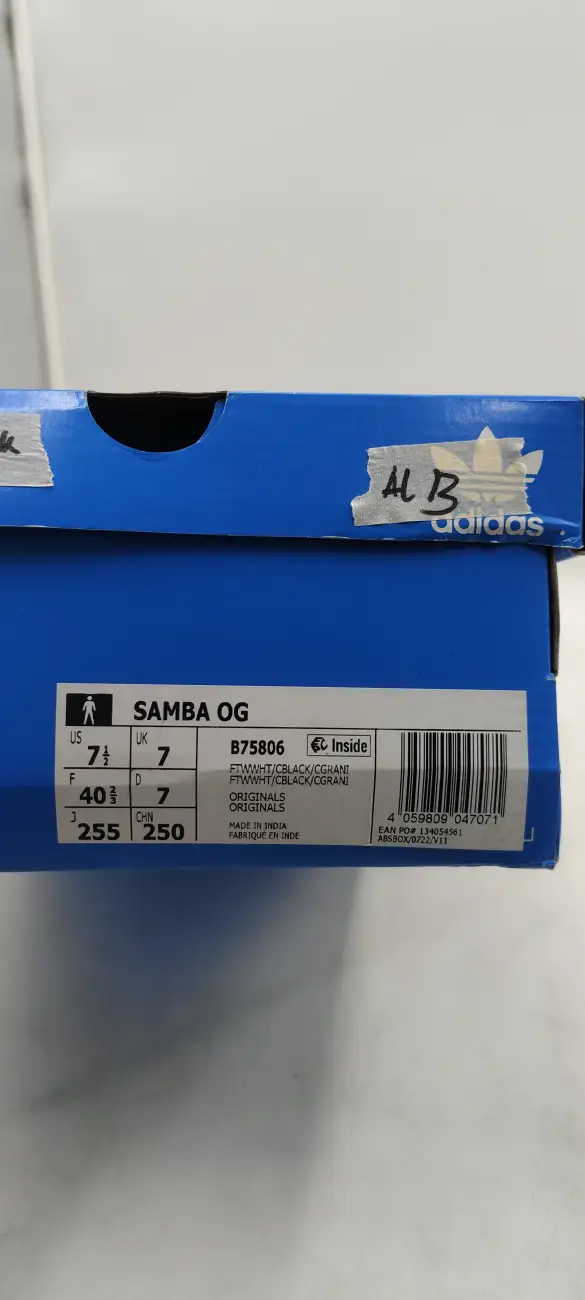 AL B
adidas
SAMBA OG
US
7½
UK
7
F
40⅔
D
7
J
255
CHN
250
B75806
Inside
FTWWHT/CBLACK/CGRANI
FTWWHT/CBLACK/CGRANI
ORIGINALS
ORIGINALS
MADE IN INDIA
FABRIQUE EN INDE
4 059809 047071
EAN PO# 134054561
ABSBOX/0722/V11
L